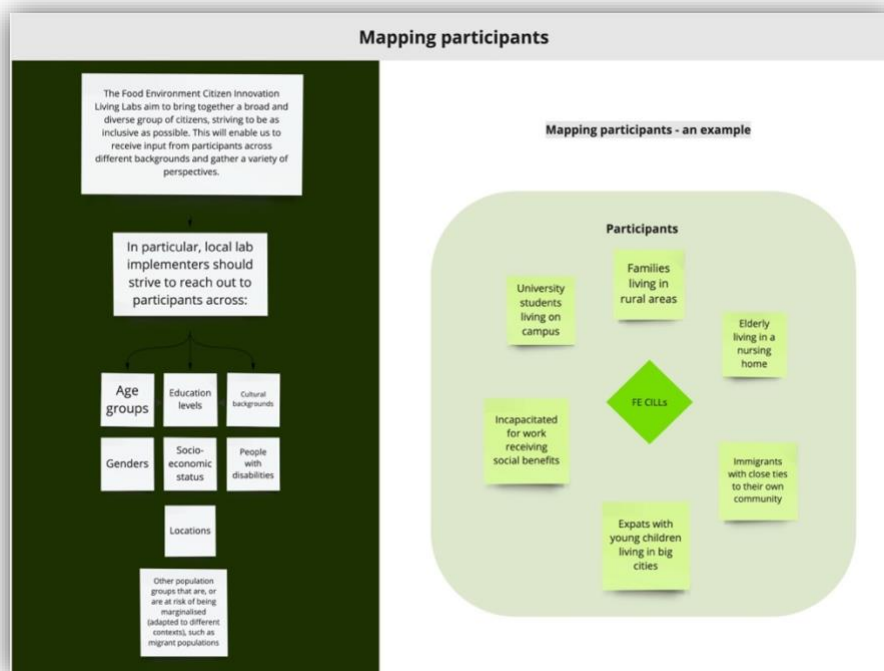 Mapping participants
The Food Environment Citizen Innovation
Living Labs aim to bring together a broad and
diverse group of citizens, striving to be as
inclusive as possible. This will enable us to
receive input from participants across
different backgrounds and gather a variety of
perspectives.
In particular, local lab
implementers should
strive to reach out to
participants across:
Age
groups
Education
levels
Cultural
backgrounds
Genders
Socio-
economic
status
People
with
disabilities
Locations
Other population
groups that are, or
are at risk of being
marginalised
(adapted to different
contexts), such as
migrant populations
Mapping participants - an example
Participants
University
students
living on
campus
Families
living in
rural areas
Elderly
living in a
nursing
home
FE CILLs
Incapacitated
for work
receiving
social benefits
Immigrants
with close ties
to their own
community
Expats with
young children
living in big
cities